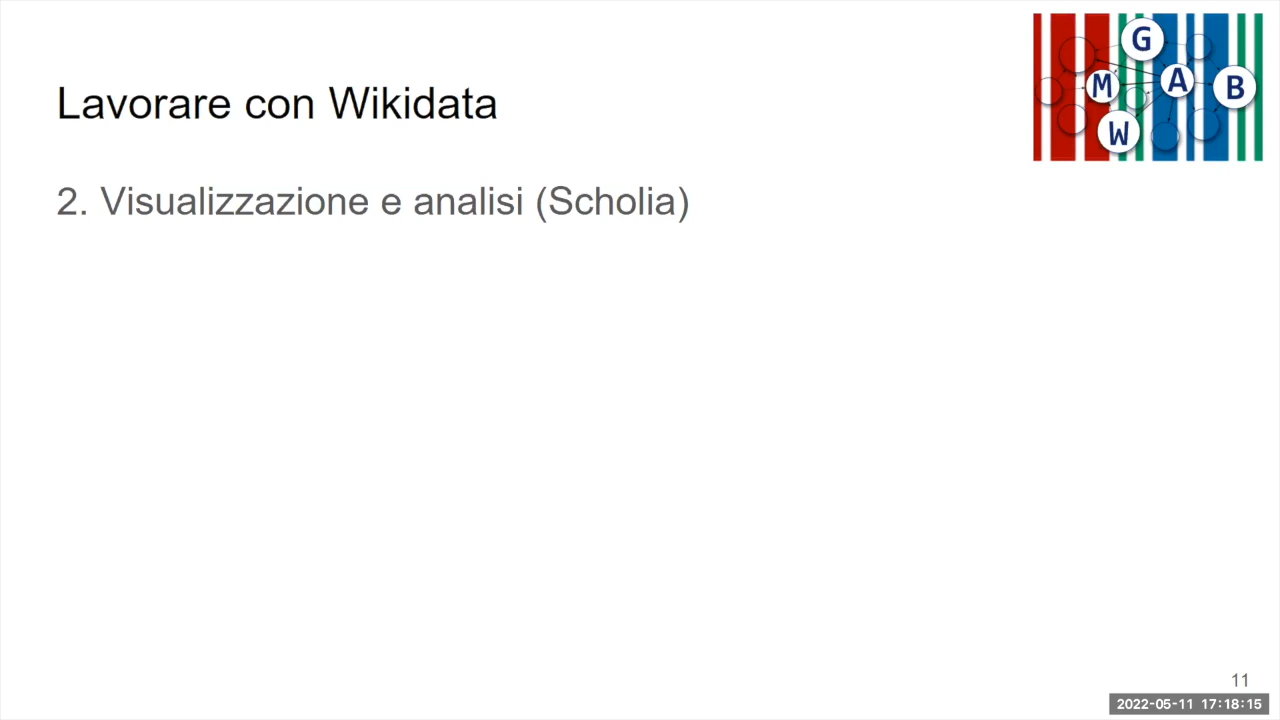 G
M A B
W
Lavorare con Wikidata
2. Visualizzazione e analisi (Scholia)
11
2022-05-11 17:18:15